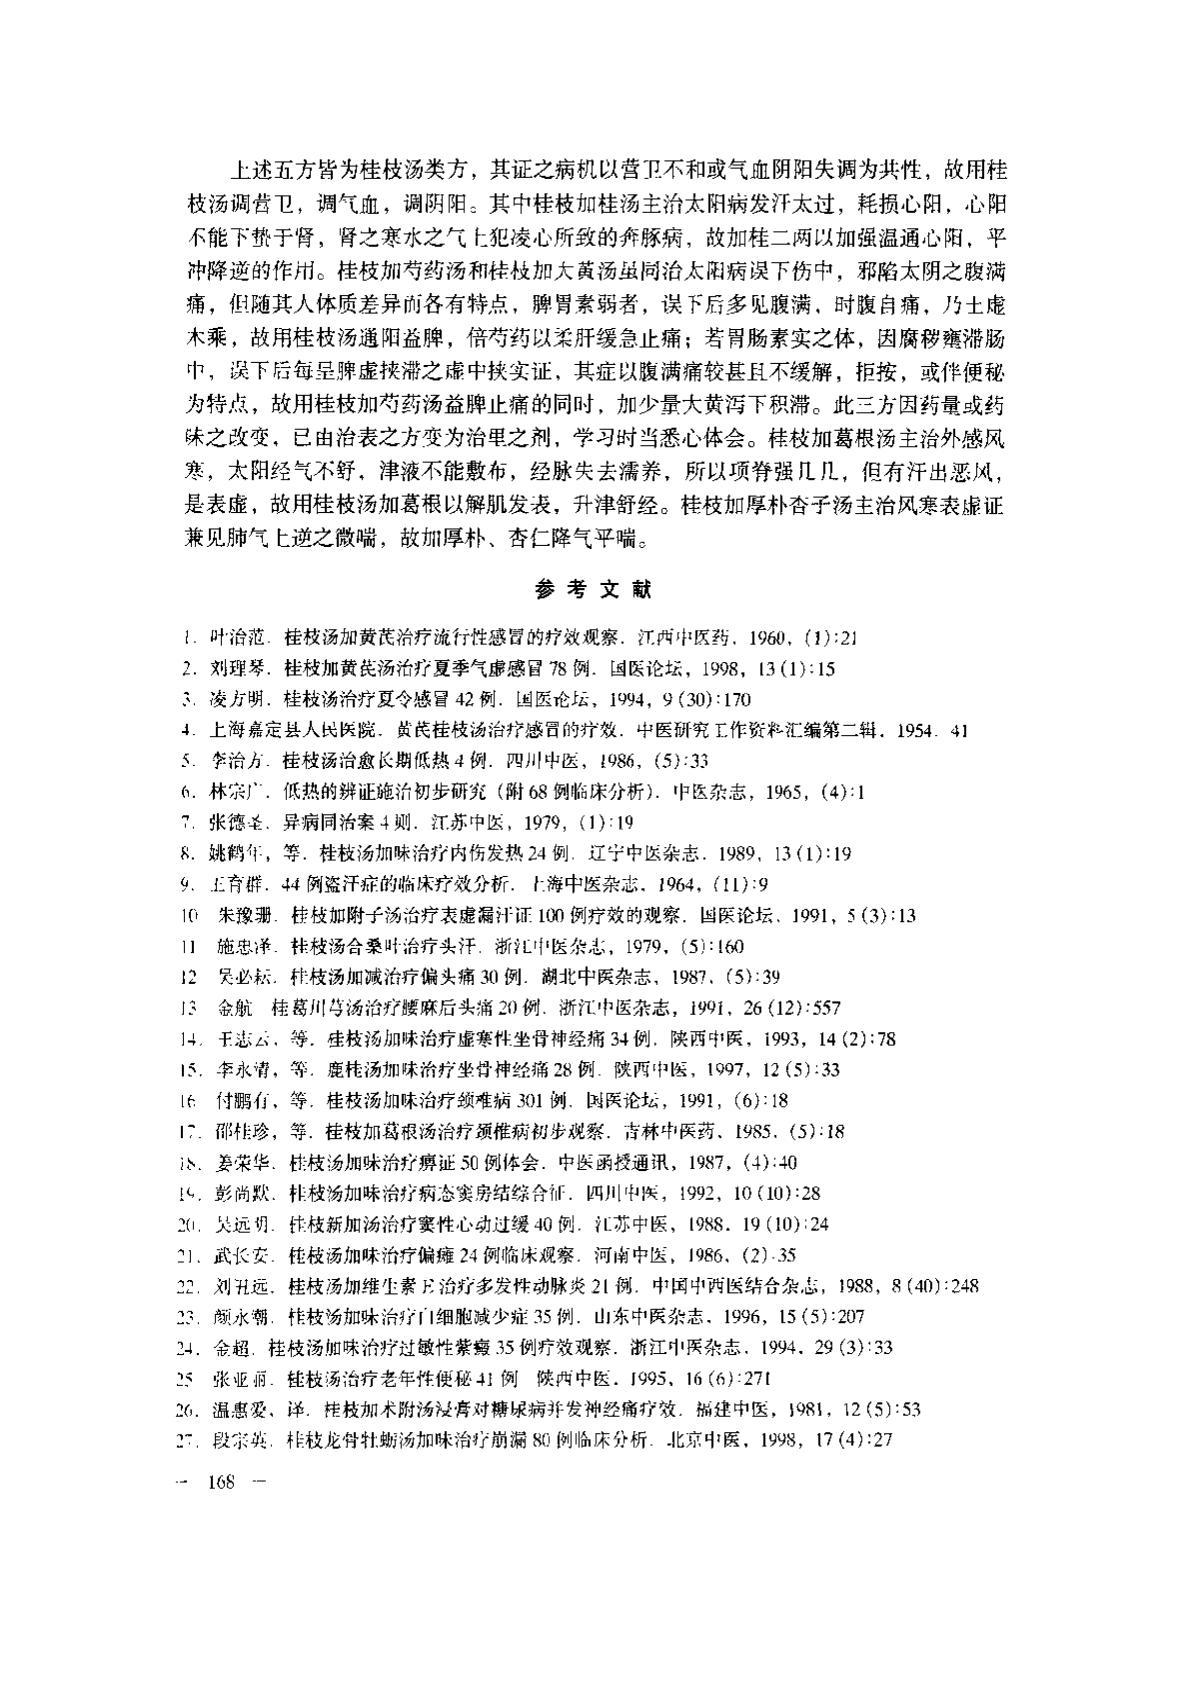 上述五方皆为桂枝汤类方，其证之病机以营卫不和或气血阴阳失调为共性，故用桂
枝汤调营卫，调气血，调阴阳。其中桂枝加桂汤主治太阳病发汗太过，耗损心阳，心阳
不能下蛰于肾，肾之寒水之气上犯凌心所致的奔豚病，故加桂二两以加强温通心阳，平
冲降逆的作用。桂枝加芍药汤和桂枝加大黄汤虽同治太阳病误下伤中，邪陷太阴之腹满
痛，但随其人体质差异而各有特点，脾胃素弱者，误下后多见腹满，时腹自痛，乃土虚
木乘，故用桂枝汤通阳益脾，倍芍药以柔肝缓急止痛；若胃肠素实之体，因腐秽壅滞肠
中，误下后每呈脾虚挟滞之虚中挟实证，其症以腹满痛较甚且不缓解，拒按，或伴便秘
为特点，故用桂枝加芍药汤益脾止痛的同时，加少量大黄泻下积滞。此三方因药量或药
味之改变，已由治表之方变为治里之剂，学习时当悉心体会。桂枝加葛根汤主治外感风
寒，太阳经气不舒，津液不能敷布，经脉失去濡养，所以项脊强几几，但有汗出恶风，
是表虚，故用桂枝汤加葛根以解肌发表，升津舒经。桂枝加厚朴杏子汤主治风寒表虚证
兼见肺气上逆之微喘，故加厚朴、杏仁降气平喘。
参考文献
1. 叶治范. 桂枝汤加黄芪治疗流行性感冒的疗效观察. 江西中医药, 1960, (1):21
2. 刘理琴. 桂枝加黄芪汤治疗夏季气虚感冒 78 例. 国医论坛, 1998, 13 (1):15
3. 凌方明. 桂枝汤治疗夏令感冒 42 例. 国医论坛, 1994, 9 (30):170
4. 上海嘉定县人民医院. 黄芪桂枝汤治疗感冒的疗效. 中医研究工作资料汇编第二辑. 1954. 41
5. 李治方. 桂枝汤治愈长期低热 4 例. 四川中医, 1986, (5):33
6. 林宗广. 低热的辨证施治初步研究（附 68 例临床分析）. 中医杂志, 1965, (4):1
7. 张德圣. 异病同治案 4 则. 江苏中医, 1979, (1):19
8. 姚鹤年, 等. 桂枝汤加味治疗内伤发热 24 例. 辽宁中医杂志. 1989, 13 (1):19
9. 王育群. 44 例盗汗症的临床疗效分析. 上海中医杂志, 1964, (11):9
10 朱豫珊. 桂枝加附子汤治疗表虚漏汗证 100 例疗效的观察. 国医论坛, 1991, 5 (3):13
11 施忠泽. 桂枝汤合桑叶治疗头汗. 浙江中医杂志, 1979, (5):160
12 吴必耘. 桂枝汤加减治疗偏头痛 30 例. 湖北中医杂志, 1987, (5):39
13 金航 桂葛川芎汤治疗腰麻后头痛 20 例. 浙江中医杂志, 1991, 26 (12):557
14. 王志云, 等. 桂枝汤加味治疗虚寒性坐骨神经痛 34 例. 陕西中医, 1993, 14 (2):78
15. 李永清, 等. 鹿桂汤加味治疗坐骨神经痛 28 例. 陕西中医, 1997, 12 (5):33
16 付鹏有, 等. 桂枝汤加味治疗颈椎病 301 例. 国医论坛, 1991, (6):18
17. 邵桂珍, 等. 桂枝加葛根汤治疗颈椎病初步观察. 吉林中医药, 1985, (5):18
18. 姜荣华. 桂枝汤加味治疗痹证 50 例体会. 中医函授通讯, 1987, (4):40
19. 彭尚默. 桂枝汤加味治疗病态窦房结综合征. 四川中医, 1992, 10 (10):28
20. 吴远明. 桂枝新加汤治疗窦性心动过缓 40 例. 江苏中医, 1988. 19 (10):24
21. 武长安. 桂枝汤加味治疗偏瘫 24 例临床观察. 河南中医, 1986, (2):35
22. 刘丑远. 桂枝汤加维生素 E 治疗多发性动脉炎 21 例. 中国中西医结合杂志, 1988, 8 (40):248
23. 颜永潮. 桂枝汤加味治疗白细胞减少症 35 例. 山东中医杂志, 1996, 15 (5):207
24. 金超. 桂枝汤加味治疗过敏性紫癜 35 例疗效观察. 浙江中医杂志, 1994, 29 (3):33
25 张亚丽. 桂枝汤治疗老年性便秘 41 例 陕西中医. 1995, 16 (6):271
26. 温惠爱, 译. 桂枝加术附汤浸膏对糖尿病并发神经痛疗效. 福建中医, 1981, 12 (5):53
27. 段宗英. 桂枝龙骨牡蛎汤加味治疗崩漏 80 例临床分析. 北京中医, 1998, 17 (4):27
— 168 —